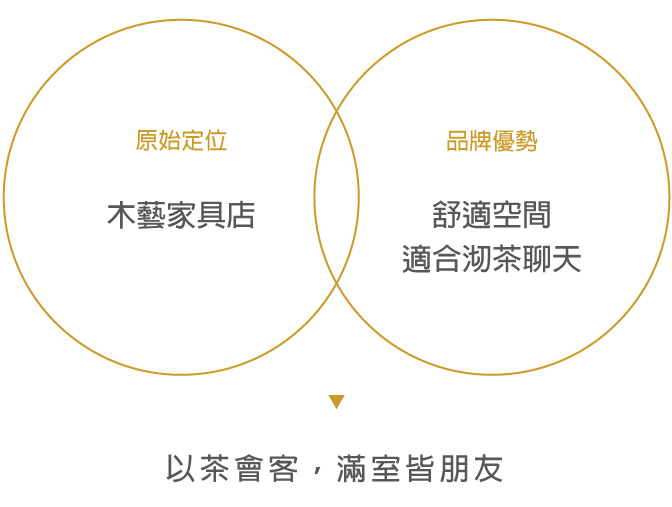 原始定位
木藝家具店
品牌優勢
舒適空間
適合沏茶聊天
以茶會客，滿室皆朋友